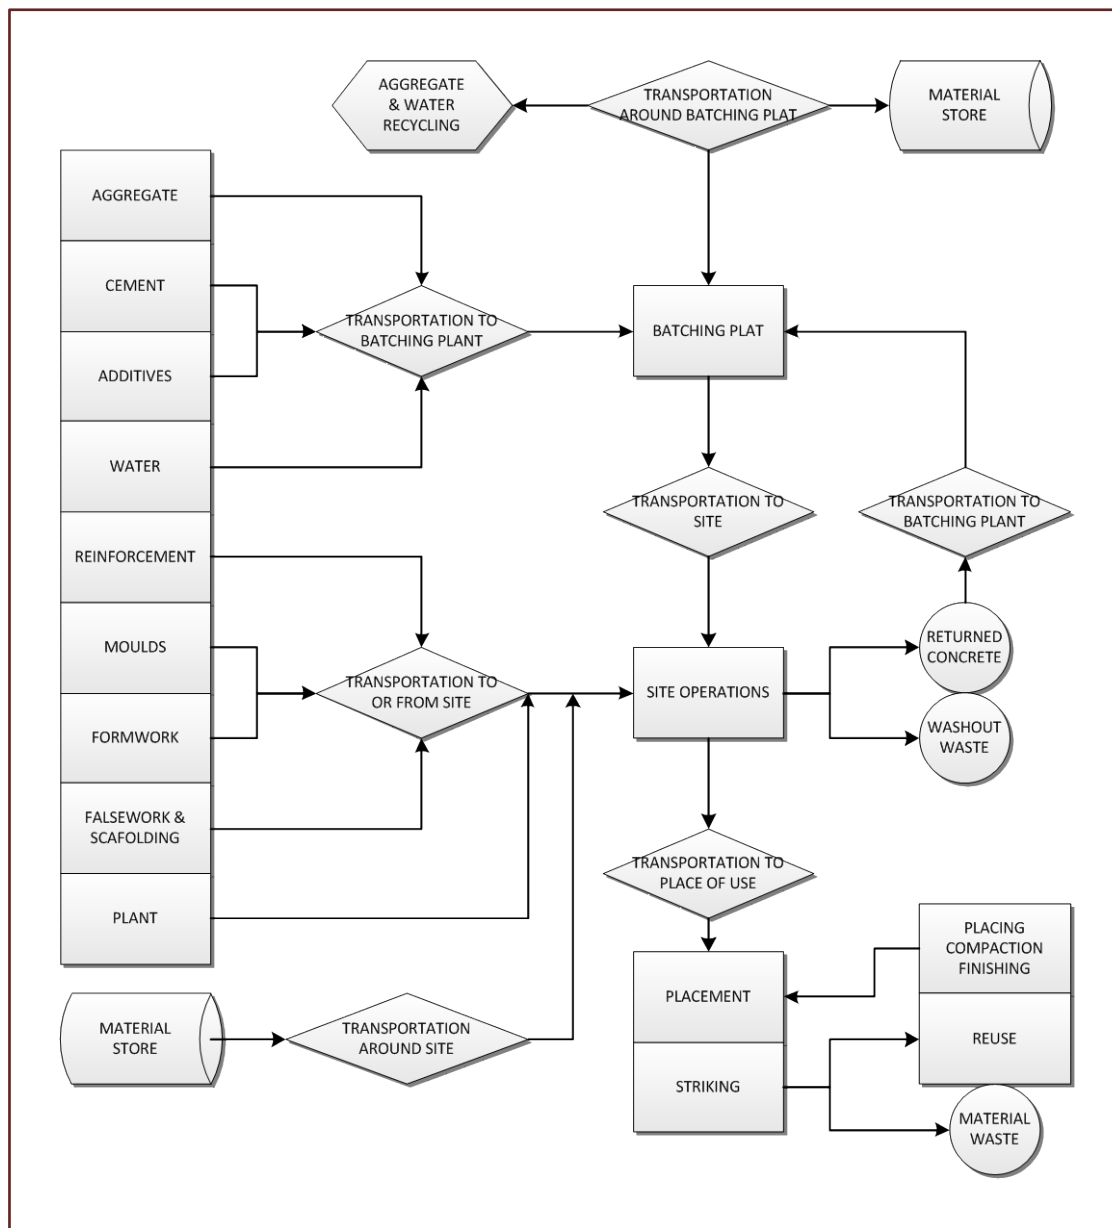 AGGREGATE
& WATER
RECYCLING
TRANSPORTATION
AROUND BATCHING PLAT
MATERIAL
STORE
AGGREGATE
CEMENT
ADDITIVES
WATER
REINFORCEMENT
MOULDS
FORMWORK
FALSEWORK &
SCAFOLDING
PLANT
TRANSPORTATION TO
BATCHING PLANT
BATCHING PLAT
TRANSPORTATION TO
SITE
TRANSPORTATION TO
BATCHING PLANT
TRANSPORTATION TO
OR FROM SITE
SITE OPERATIONS
RETURNED
CONCRETE
WASHOUT
WASTE
TRANSPORTATION TO
PLACE OF USE
PLACING
COMPACTION
FINISHING
PLACEMENT
MATERIAL
STORE
TRANSPORTATION
AROUND SITE
REUSE
STRIKING
MATERIAL
WASTE